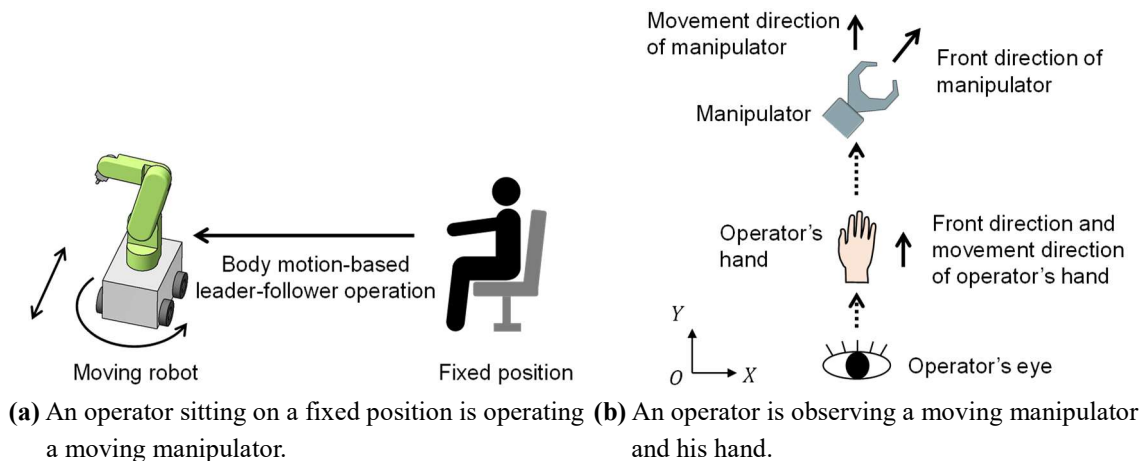 Body motion-based
leader-follower operation
Moving robot
Fixed position
(a) An operator sitting on a fixed position is operating
a moving manipulator.
Movement direction
of manipulator
Front direction of
manipulator
Manipulator
Operator's
hand
Front direction and
movement direction
of operator's hand
Y
O
X
Operator's eye
(b) An operator is observing a moving manipulator
and his hand.